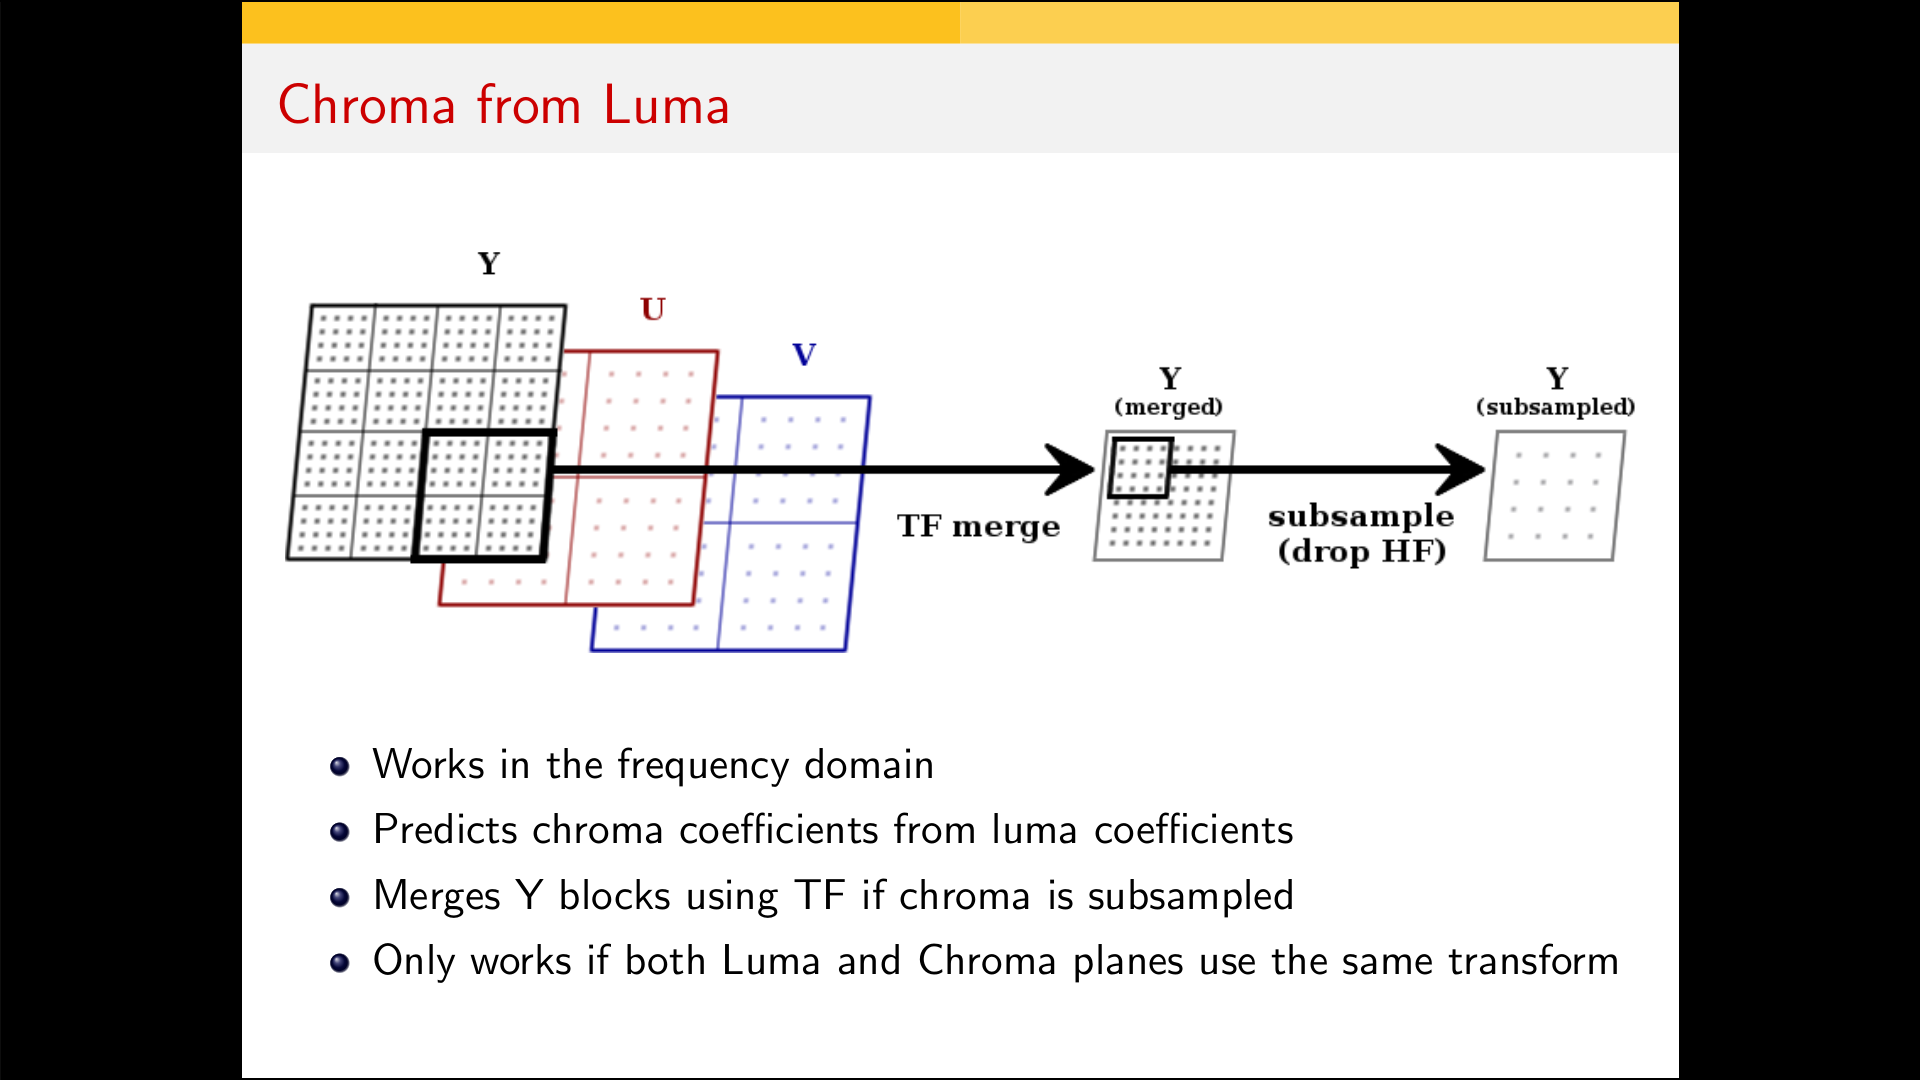 Chroma from Luma
Y
U
V
Y
(merged)
Y
(subsampled)
TF merge
subsample
(drop HF)
Works in the frequency domain
Predicts chroma coefficients from luma coefficients
Merges Y blocks using TF if chroma is subsampled
Only works if both Luma and Chroma planes use the same transform